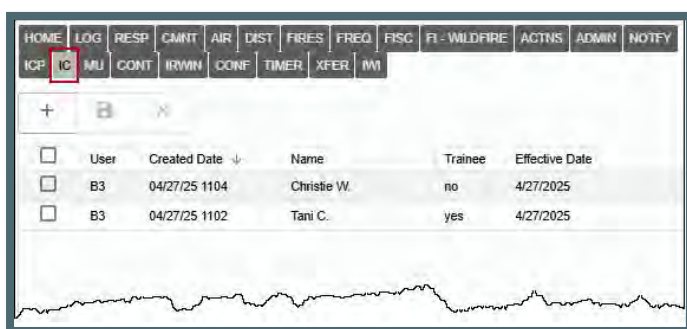 HOME LOG RESP CMNT AIR DIST FIRES FREQ FISC FI - WILDFIRE ACTNS ADMIN NOTFY
ICP IC MU CONT IRWIN CONF TIMER XFER IWI
User Created Date ↓ Name Trainee Effective Date
B3 04/27/25 1104 Christie W. no 4/27/2025
B3 04/27/25 1102 Tani C. yes 4/27/2025